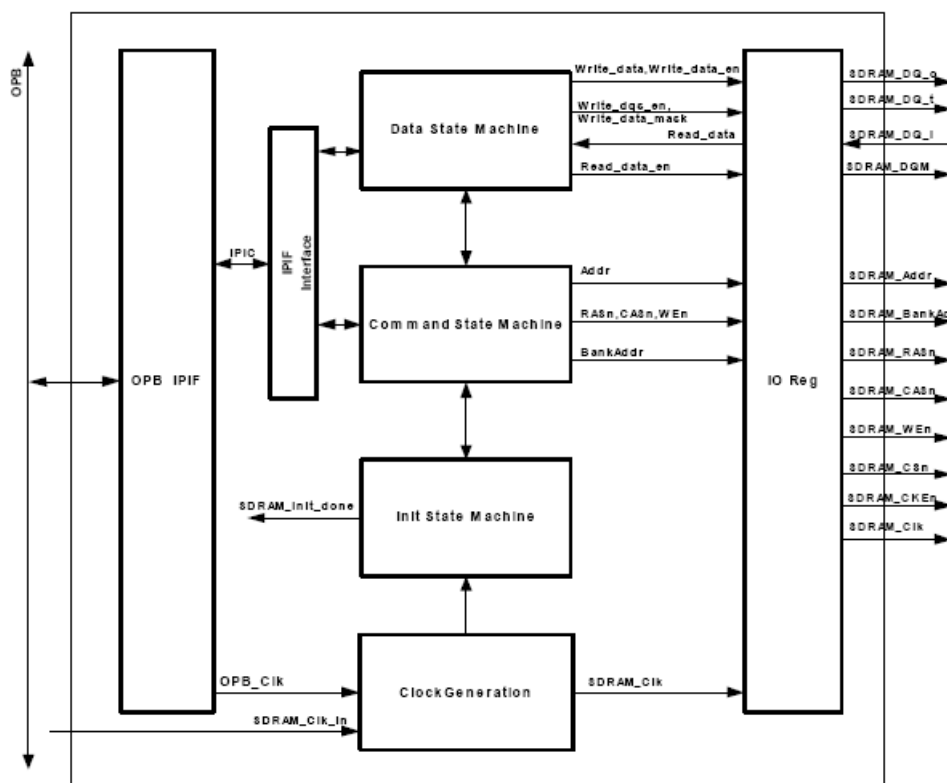 OPB
OPB IPIF
IPIC
IPIF
Interface
Data State Machine
Write_data,Write_data_en
Write_dqs_en,
Write_data_mask
Read_data
Read_data_en
Command State Machine
Addr
RASn,CASn,WEn
BankAddr
Init State Machine
SDRAM_Init_done
ClockGeneration
OPB_Clk
SDRAM_Clk_in
SDRAM_Clk
IO Reg
SDRAM_DQ_o
SDRAM_DQ_t
SDRAM_DQ_i
SDRAM_DQM
SDRAM_Addr
SDRAM_BankAd
SDRAM_RASn
SDRAM_CASn
SDRAM_WEn
SDRAM_CSn
SDRAM_CKEn
SDRAM_Clk